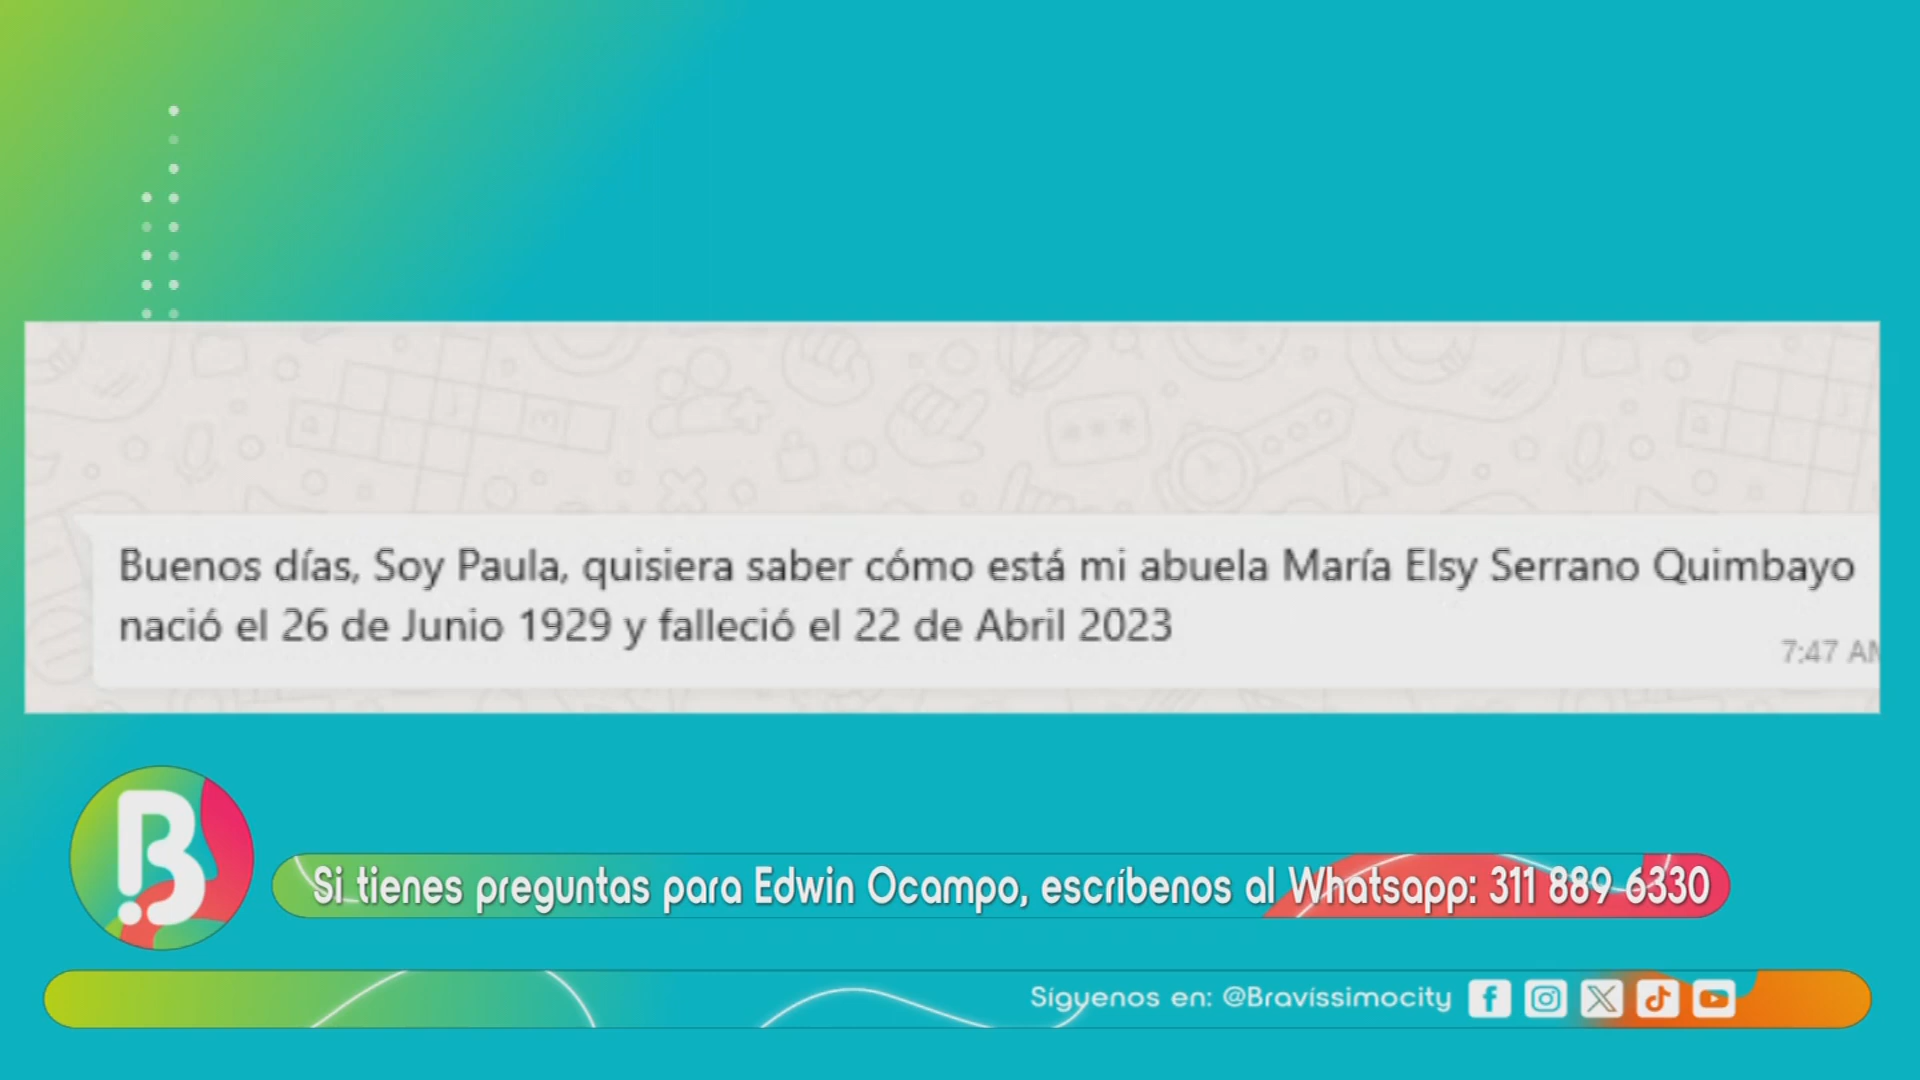 Buenos días, Soy Paula, quisiera saber cómo está mi abuela María Elsy Serrano Quimbayo
nació el 26 de Junio 1929 y falleció el 22 de Abril 2023
7:47 AM
B
Si tienes preguntas para Edwin Ocampo, escríbenos al Whatsapp: 311 889 6330
Síguenos en: @Bravíssimocity